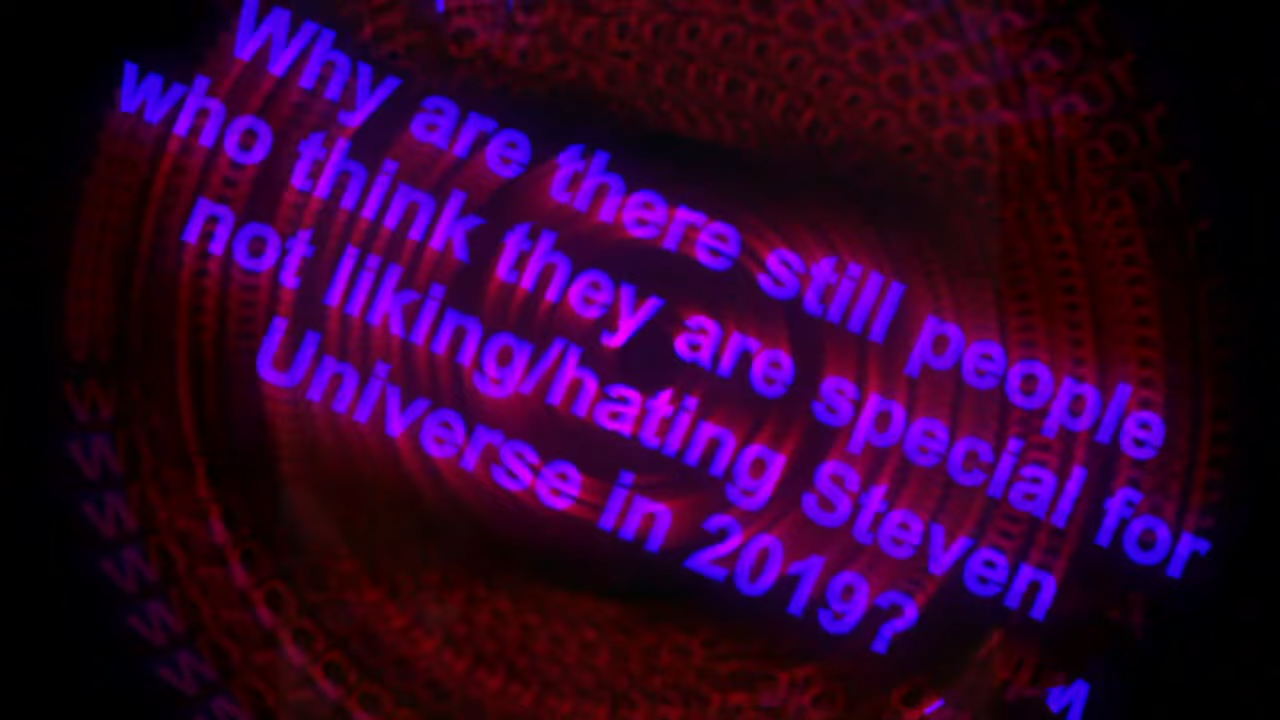 Why are there still people
who think they are special for
not liking/hating Steven
Universe in 2019?